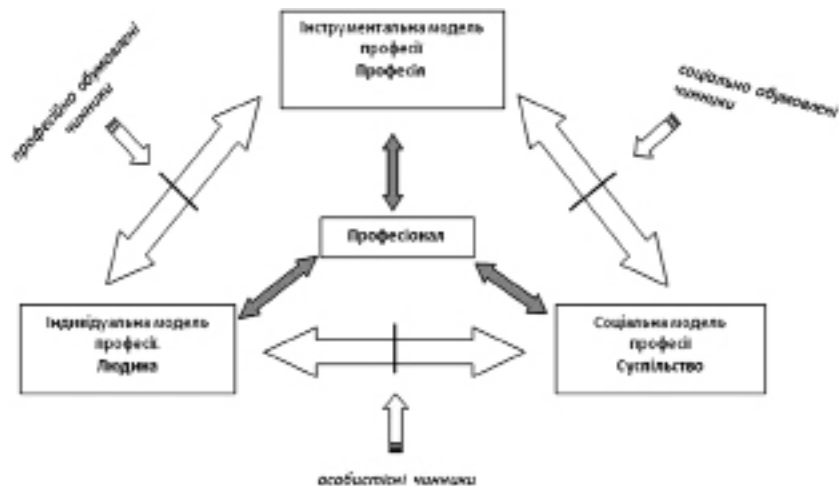 Інструментальна модель
професії
Професія
професійно обумовлені
чинники
соціально обумовлені
чинники
Професіонал
Індивідуальна модель
професії.
Людина
Соціальна модель
професії
Суспільство
особистісні чинники